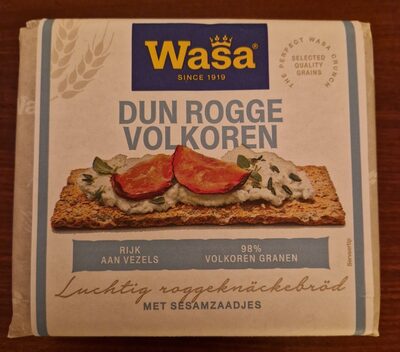 Wasa®
SINCE 1919
THE PERFECT WASA CRUNCH
SELECTED
QUALITY
GRAINS
DUN ROGGE
VOLKOREN
RIJK
AAN VEZELS
98%
VOLKOREN GRANEN
Serveertip
Luchtig roggeknäckebröd
MET SESAMZAADJES